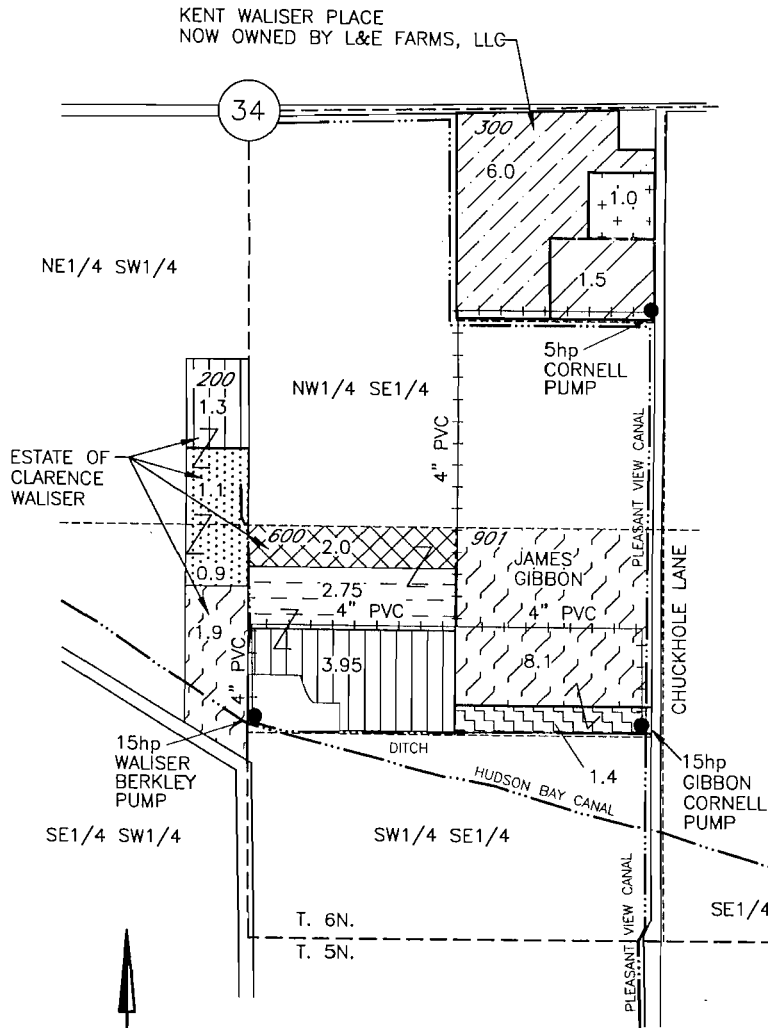 KENT WALISER PLACE
NOW OWNED BY L&E FARMS, LLC
34
300
6.0
1.0
1.5
NE1/4 SW1/4
5hp
CORNELL
PUMP
200
1.3
NW1/4 SE1/4
4" PVC
PLEASANT VIEW CANAL
ESTATE OF
CLARENCE
WALISER
1.1
0.9
1.9
600
2.0
901
JAMES
GIBBON
2.75
4" PVC
4" PVC
CHUCKHOLE LANE
4" PVC
3.95
8.1
15hp
WALISER
BERKLEY
PUMP
DITCH
1.4
15hp
GIBBON
CORNELL
PUMP
HUDSON BAY CANAL
SE1/4 SW1/4
SW1/4 SE1/4
SE1/4
PLEASANT VIEW CANAL
T. 6N.
T. 5N.